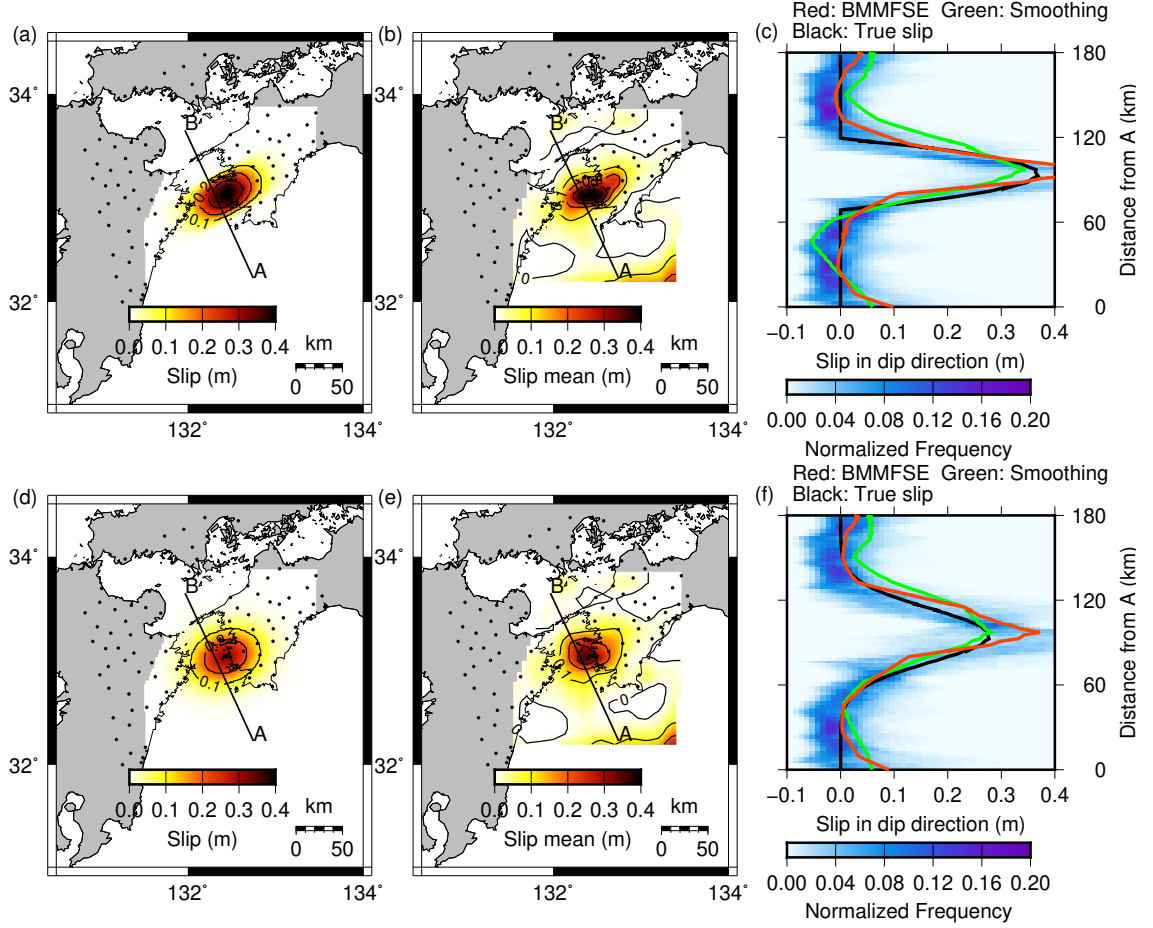 Red: BMMFSE Green: Smoothing
Black: True slip
(a)
34˚
32˚
B
A
0.2
0.1
0.0 0.1 0.2 0.3 0.4
Slip (m)
km
0 50
132˚ 134˚
(b)
B
A
0
0.0 0.1 0.2 0.3 0.4
Slip mean (m)
km
0 50
132˚ 134˚
(c)
180
120
60
0
Distance from A (km)
−0.1 0.0 0.1 0.2 0.3 0.4
Slip in dip direction (m)
0.00 0.04 0.08 0.12 0.16 0.20
Normalized Frequency
Red: BMMFSE Green: Smoothing
Black: True slip
(d)
34˚
32˚
B
A
0.1
0.0 0.1 0.2 0.3 0.4
Slip (m)
km
0 50
132˚ 134˚
(e)
B
A
0
0
0.0 0.1 0.2 0.3 0.4
Slip mean (m)
km
0 50
132˚ 134˚
(f)
180
120
60
0
Distance from A (km)
−0.1 0.0 0.1 0.2 0.3 0.4
Slip in dip direction (m)
0.00 0.04 0.08 0.12 0.16 0.20
Normalized Frequency